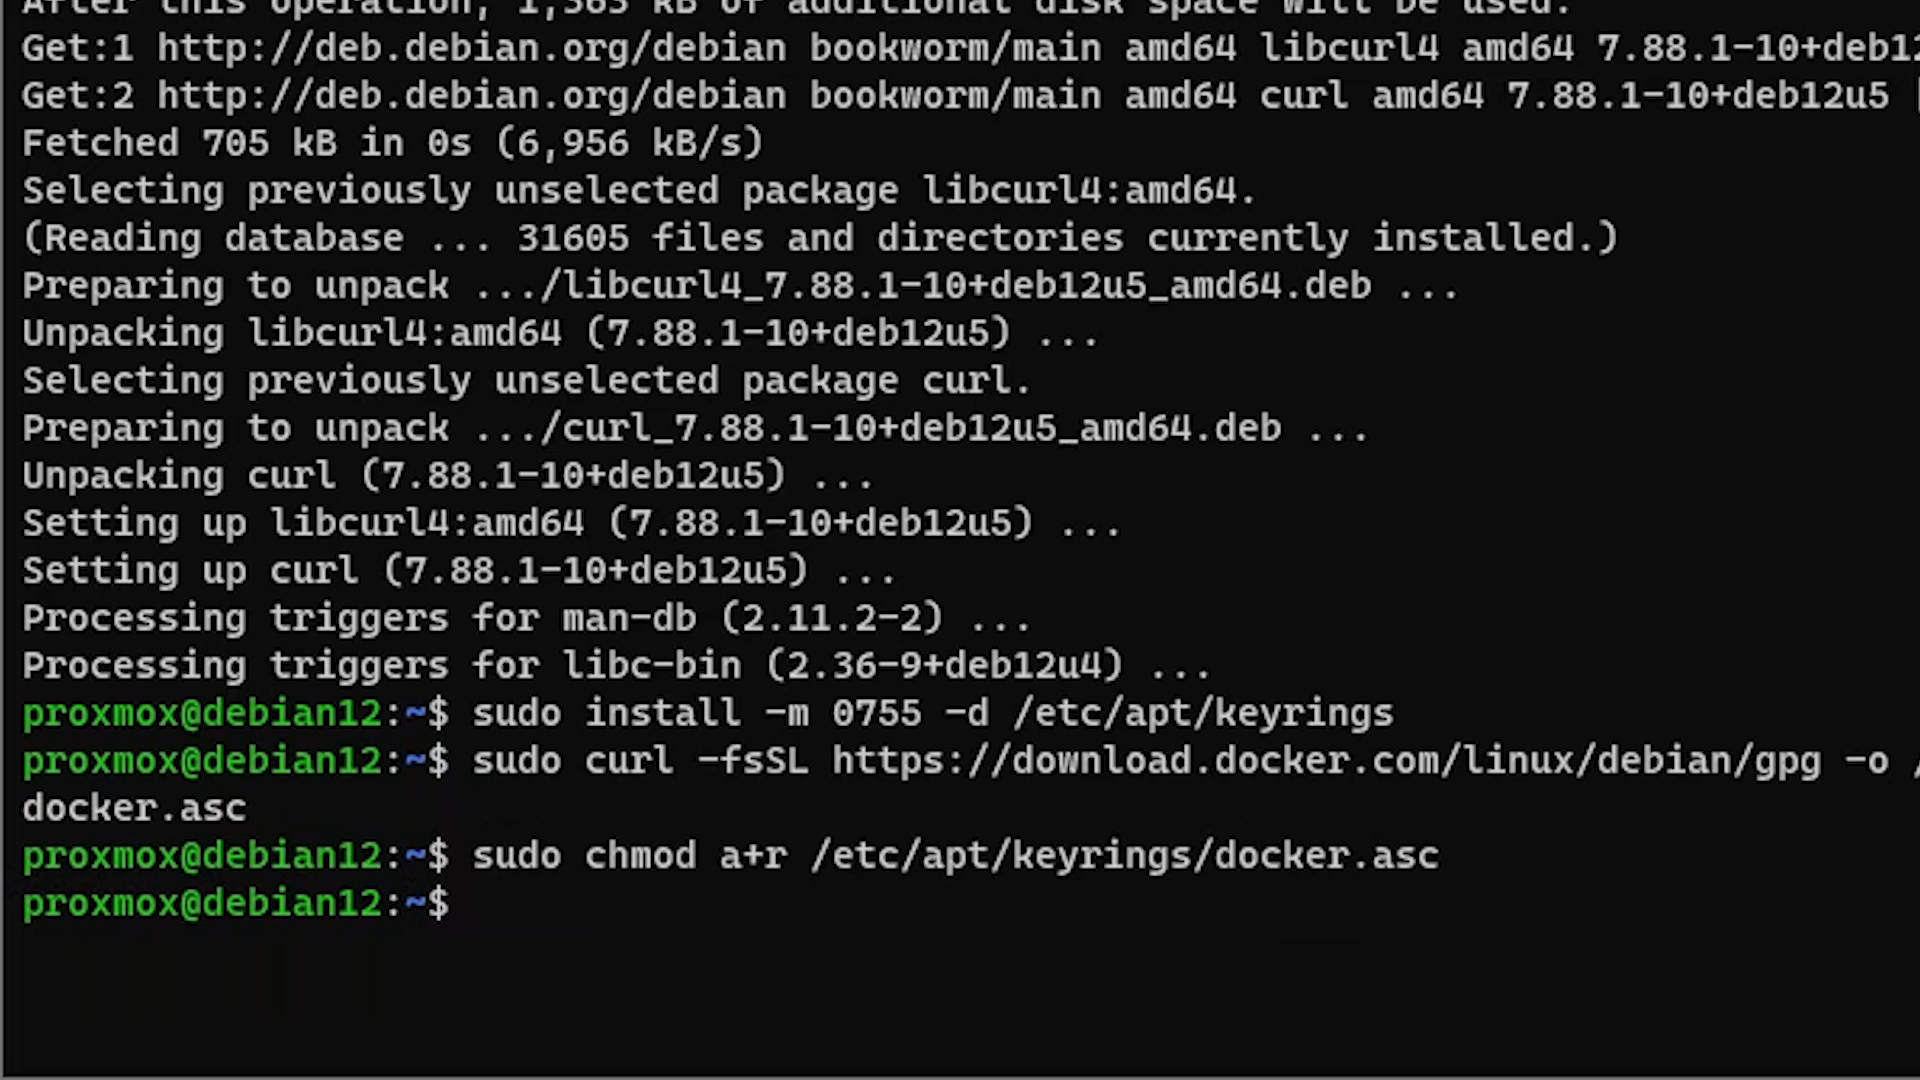 After this operation, 1,563 kB of additional disk space will be used.
Get:1 http://deb.debian.org/debian bookworm/main amd64 libcurl4 amd64 7.88.1-10+deb12
Get:2 http://deb.debian.org/debian bookworm/main amd64 curl amd64 7.88.1-10+deb12u5
Fetched 705 kB in 0s (6,956 kB/s)
Selecting previously unselected package libcurl4:amd64.
(Reading database ... 31605 files and directories currently installed.)
Preparing to unpack .../libcurl4_7.88.1-10+deb12u5_amd64.deb ...
Unpacking libcurl4:amd64 (7.88.1-10+deb12u5) ...
Selecting previously unselected package curl.
Preparing to unpack .../curl_7.88.1-10+deb12u5_amd64.deb ...
Unpacking curl (7.88.1-10+deb12u5) ...
Setting up libcurl4:amd64 (7.88.1-10+deb12u5) ...
Setting up curl (7.88.1-10+deb12u5) ...
Processing triggers for man-db (2.11.2-2) ...
Processing triggers for libc-bin (2.36-9+deb12u4) ...
proxmox@debian12:~$ sudo install -m 0755 -d /etc/apt/keyrings
proxmox@debian12:~$ sudo curl -fsSL https://download.docker.com/linux/debian/gpg -o /
docker.asc
proxmox@debian12:~$ sudo chmod a+r /etc/apt/keyrings/docker.asc
proxmox@debian12:~$